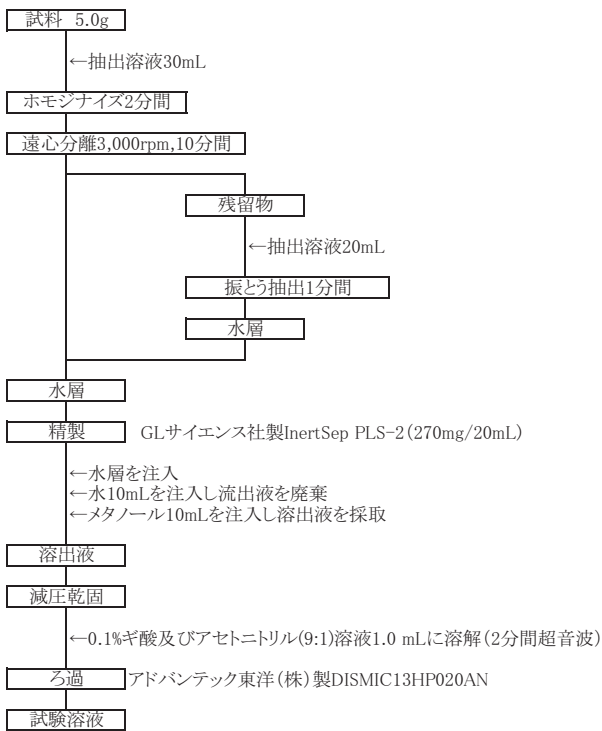 試料 5.0g
←抽出溶液30mL
ホモジナイズ2分間
遠心分離3,000rpm,10分間
残留物
←抽出溶液20mL
振とう抽出1分間
水層
水層
精製 GLサイエンス社製InertSep PLS-2(270mg/20mL)
←水層を注入
←水10mLを注入し流出液を廃棄
←メタノール10mLを注入し溶出液を採取
溶出液
減圧乾固
←0.1%ギ酸及びアセトニトリル(9:1)溶液1.0 mLに溶解(2分間超音波)
ろ過 アドバンテック東洋(株)製DISMIC13HP020AN
試験溶液